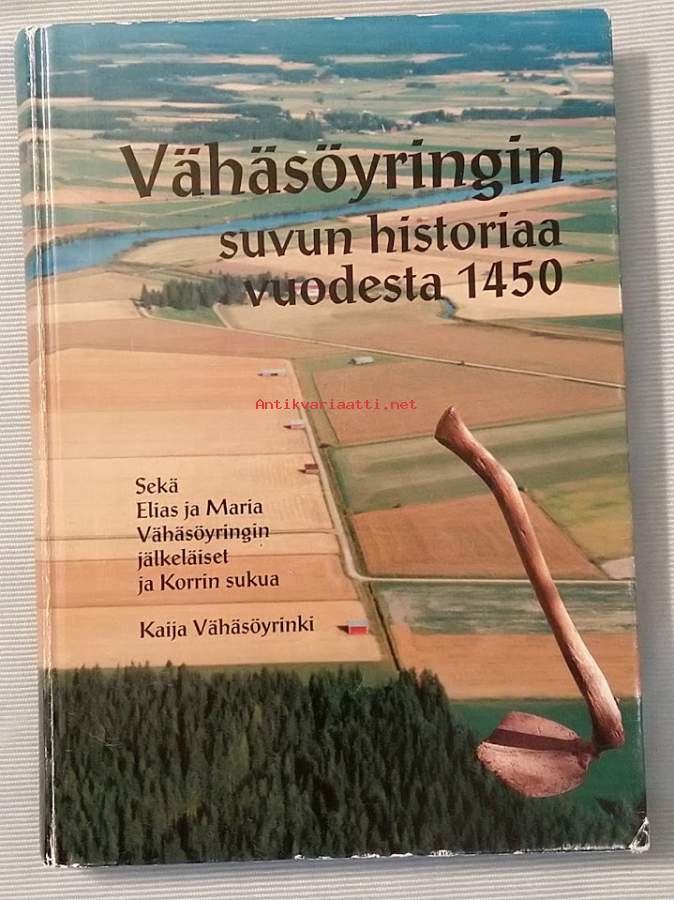 Vähäsöyringin
suvun historiaa
vuodesta 1450
Antikvariaatti.net
Sekä
Elias ja Maria
Vähäsöyringin
jälkeläiset
ja Korrin sukua
Kaija Vähäsöyrinki